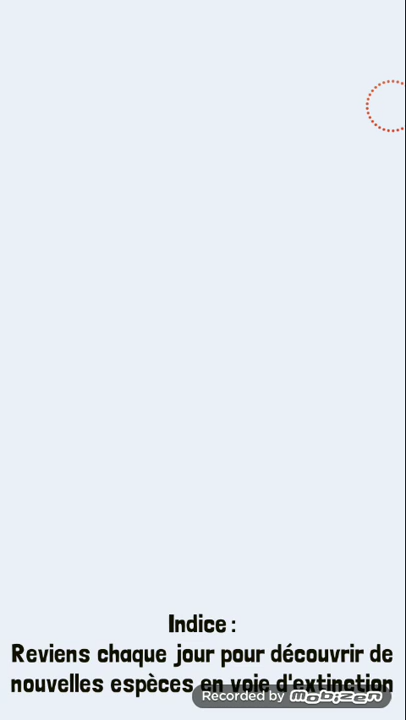 Indice :
Reviens chaque jour pour découvrir de
nouvelles espèces en voie d'extinction
Recorded by mobizen